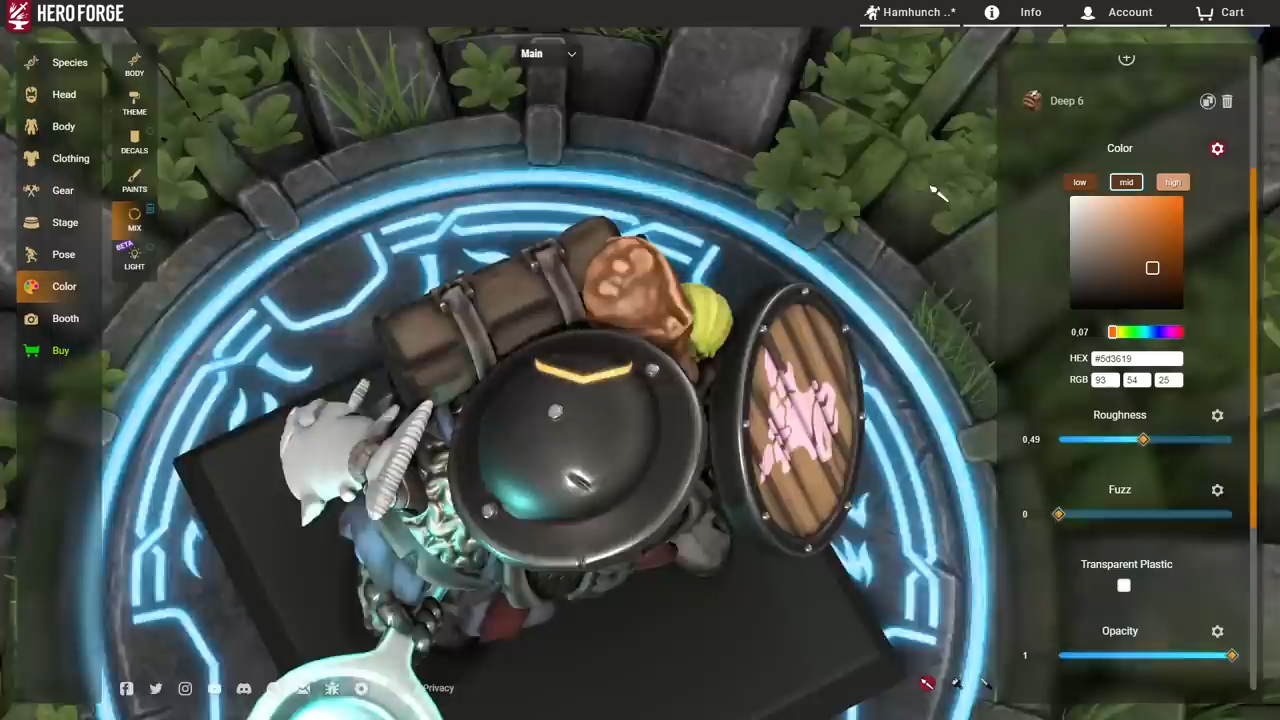 HERO FORGE
Hamhunch ..*
Info
Account
Cart
Main
Species
Head
Body
Clothing
Gear
Stage
Pose
Color
Booth
Buy
BODY
THEME
DECALS
PAINTS
MIX
BETA
LIGHT
Deep 6
Color
low
mid
high
0,07
HEX
#5d3619
RGB
93
54
25
Roughness
0,49
Fuzz
0
Transparent Plastic
Opacity
1
Privacy